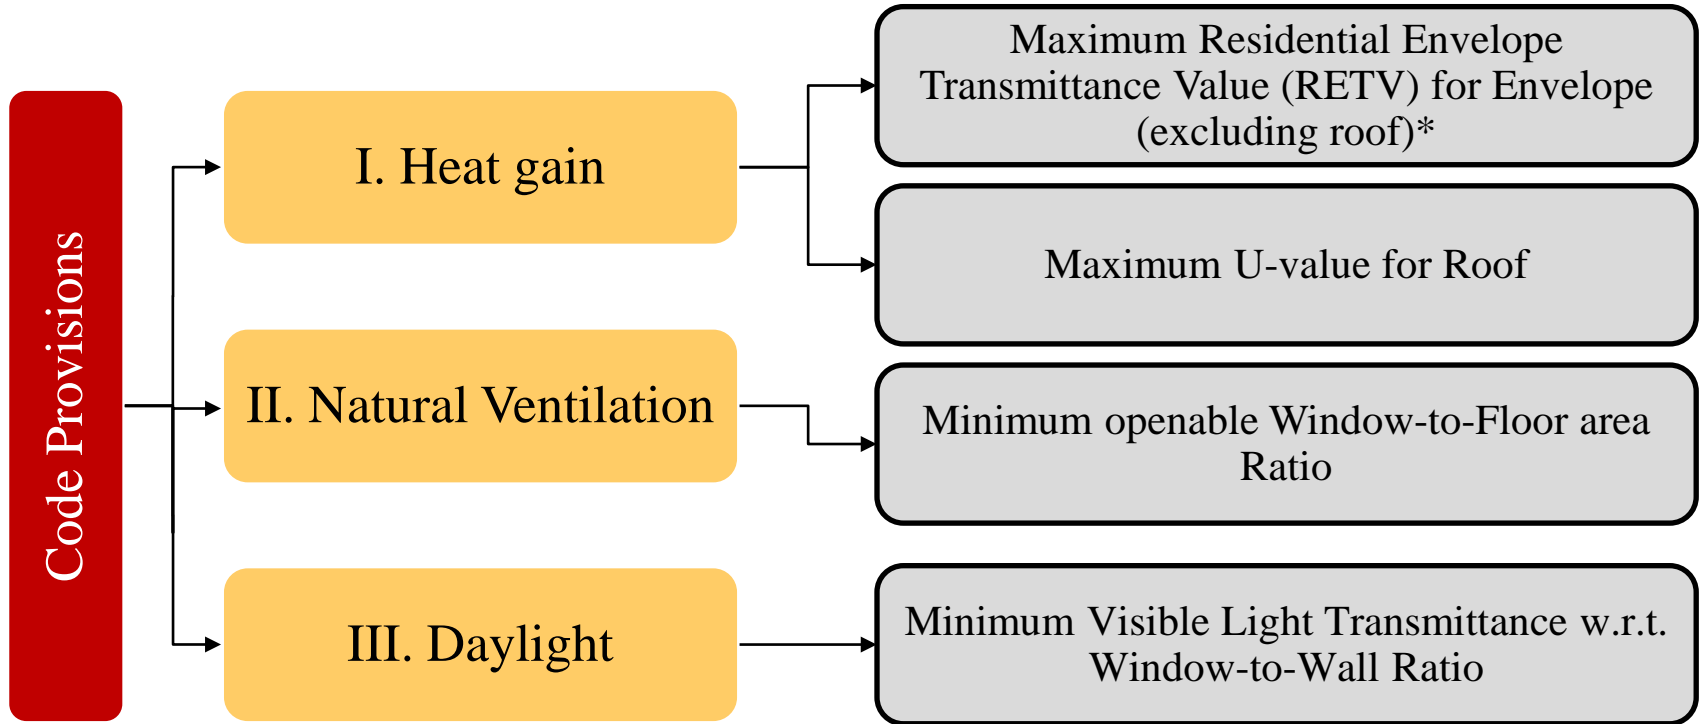 Code Provisions
I. Heat gain
Maximum Residential Envelope
Transmittance Value (RETV) for Envelope
(excluding roof)*
Maximum U-value for Roof
II. Natural Ventilation
Minimum openable Window-to-Floor area
Ratio
III. Daylight
Minimum Visible Light Transmittance w.r.t.
Window-to-Wall Ratio